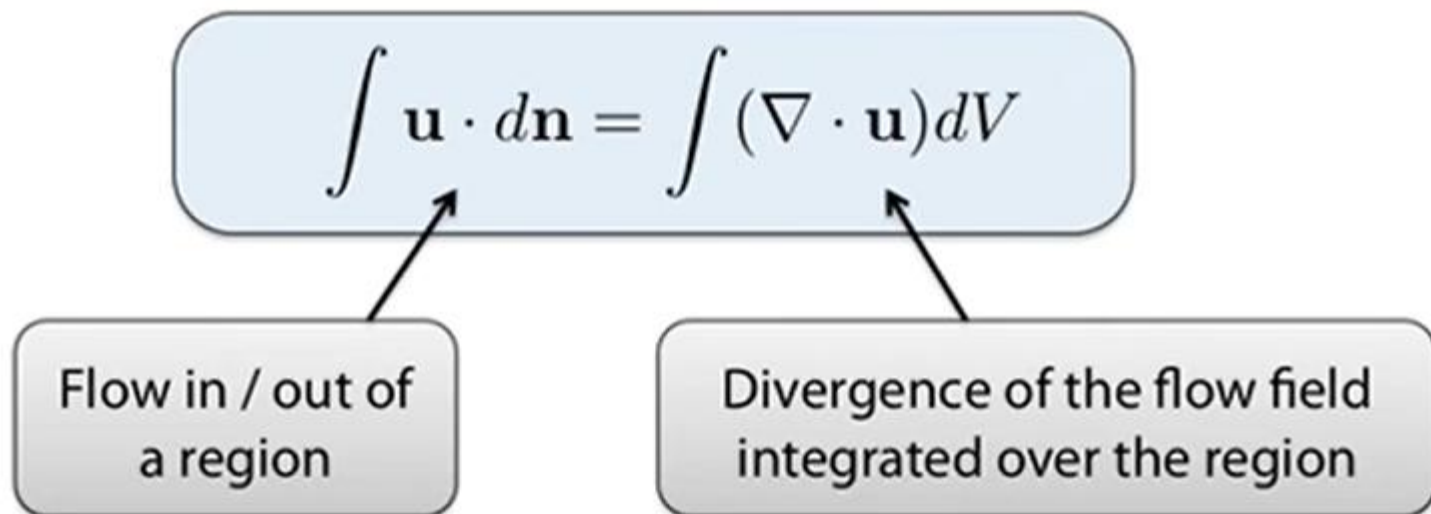 ∫ u · dn = ∫ (∇ · u)dV
Flow in / out of
a region
Divergence of the flow field
integrated over the region